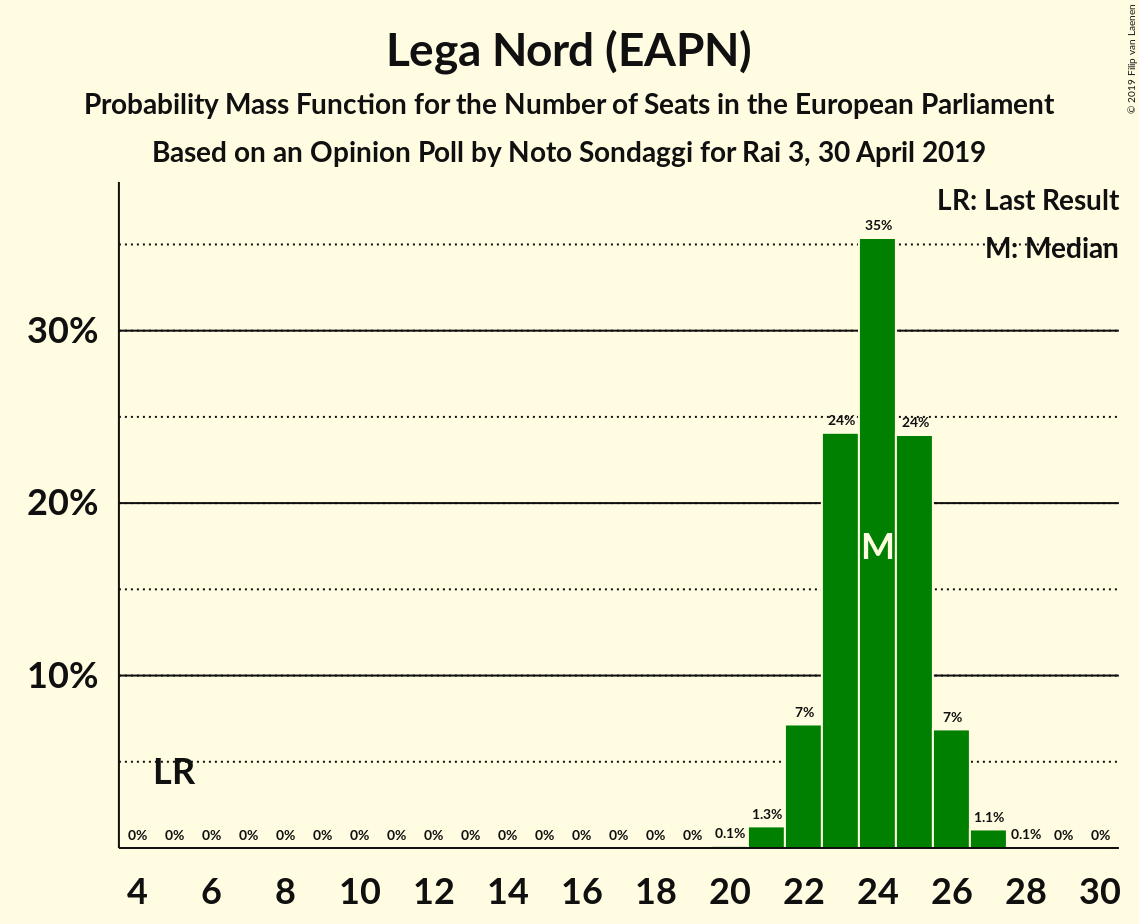 Lega Nord (EAPN)
Probability Mass Function for the Number of Seats in the European Parliament
Based on an Opinion Poll by Noto Sondaggi for Rai 3, 30 April 2019
© 2019 Filip van Laenen
LR: Last Result
M: Median
35%
30%
24% 24%
20%
M
10%
7% 7%
LR
1.3% 1.1%
0% 0% 0% 0% 0% 0% 0% 0% 0% 0% 0% 0% 0% 0% 0% 0% 0.1% 0.1% 0% 0%
4 6 8 10 12 14 16 18 20 22 24 26 28 30